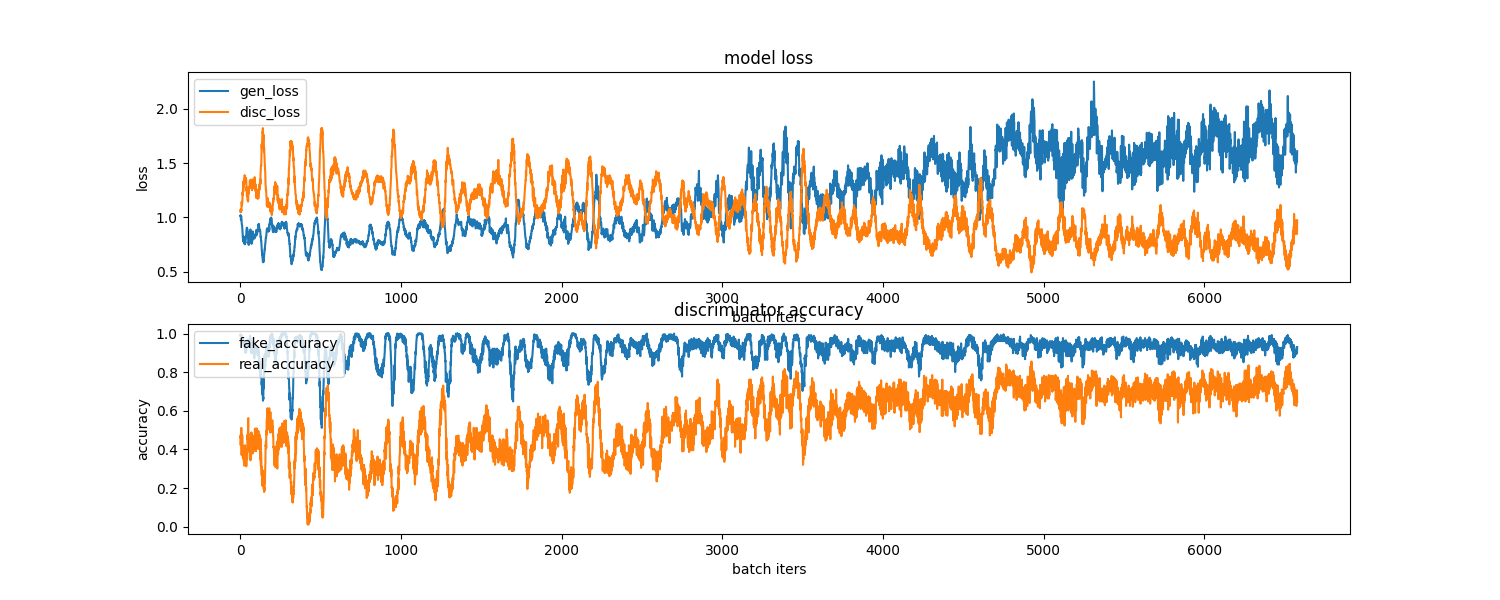 model loss
gen_loss
disc_loss
2.0
1.5
1.0
0.5
loss
0 1000 2000 3000 4000 5000 6000
batch iters
discriminator accuracy
fake_accuracy
real_accuracy
1.0
0.8
0.6
0.4
0.2
0.0
accuracy
0 1000 2000 3000 4000 5000 6000
batch iters